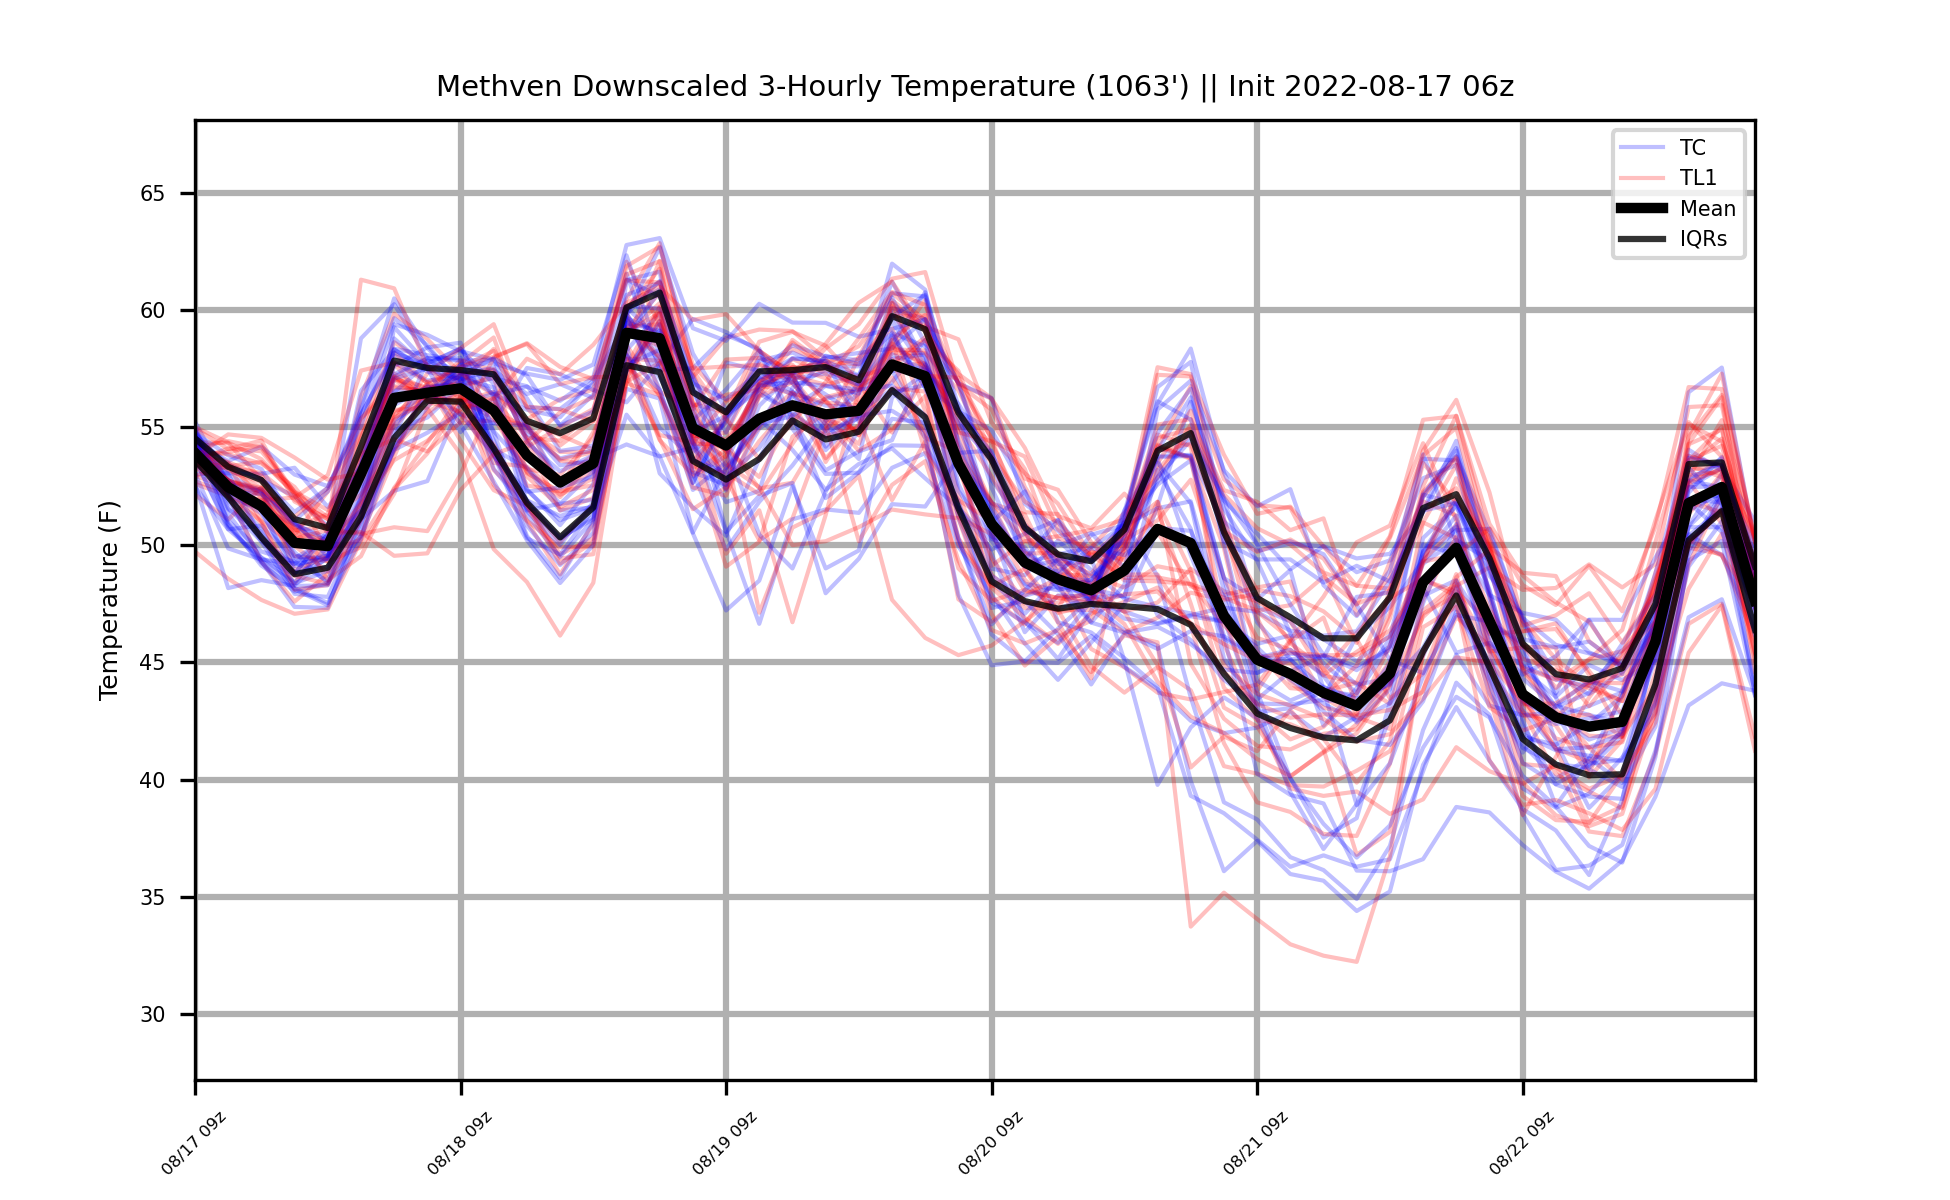 Methven Downscaled 3-Hourly Temperature (1063') || Init 2022-08-17 06z
TC
TL1
Mean
IQRs
Temperature (F)
65
60
55
50
45
40
35
30
08/17 09z
08/18 09z
08/19 09z
08/20 09z
08/21 09z
08/22 09z